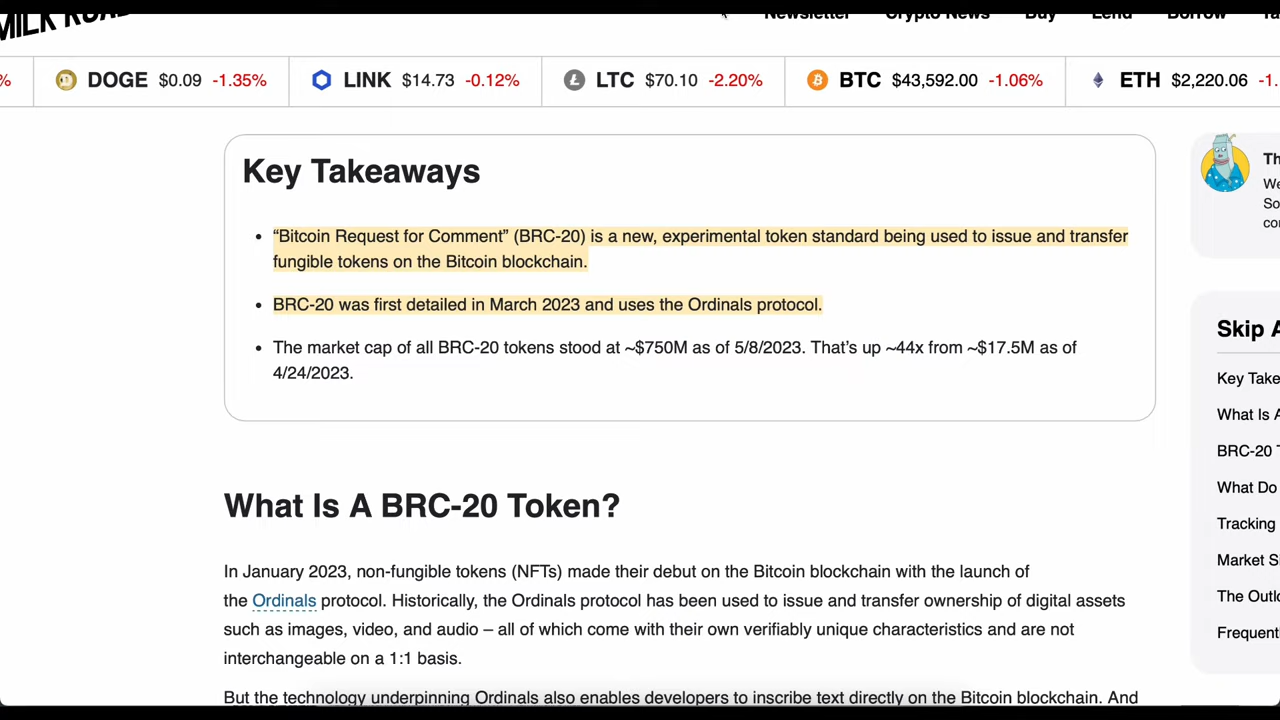 MILK ROAD
Newsletter Crypto News Buy Lend Borrow
% DOGE $0.09 -1.35% LINK $14.73 -0.12% LTC $70.10 -2.20% BTC $43,592.00 -1.06% ETH $2,220.06 -1.
Key Takeaways
• “Bitcoin Request for Comment” (BRC-20) is a new, experimental token standard being used to issue and transfer
fungible tokens on the Bitcoin blockchain.
• BRC-20 was first detailed in March 2023 and uses the Ordinals protocol.
• The market cap of all BRC-20 tokens stood at ~$750M as of 5/8/2023. That’s up ~44x from ~$17.5M as of
4/24/2023.
What Is A BRC-20 Token?
In January 2023, non-fungible tokens (NFTs) made their debut on the Bitcoin blockchain with the launch of
the Ordinals protocol. Historically, the Ordinals protocol has been used to issue and transfer ownership of digital assets
such as images, video, and audio – all of which come with their own verifiably unique characteristics and are not
interchangeable on a 1:1 basis.
But the technology underpinning Ordinals also enables developers to inscribe text directly on the Bitcoin blockchain. And
Th
We
So
co
Skip A
Key Take
What Is A
BRC-20 T
What Do
Tracking
Market Si
The Outlo
Frequent